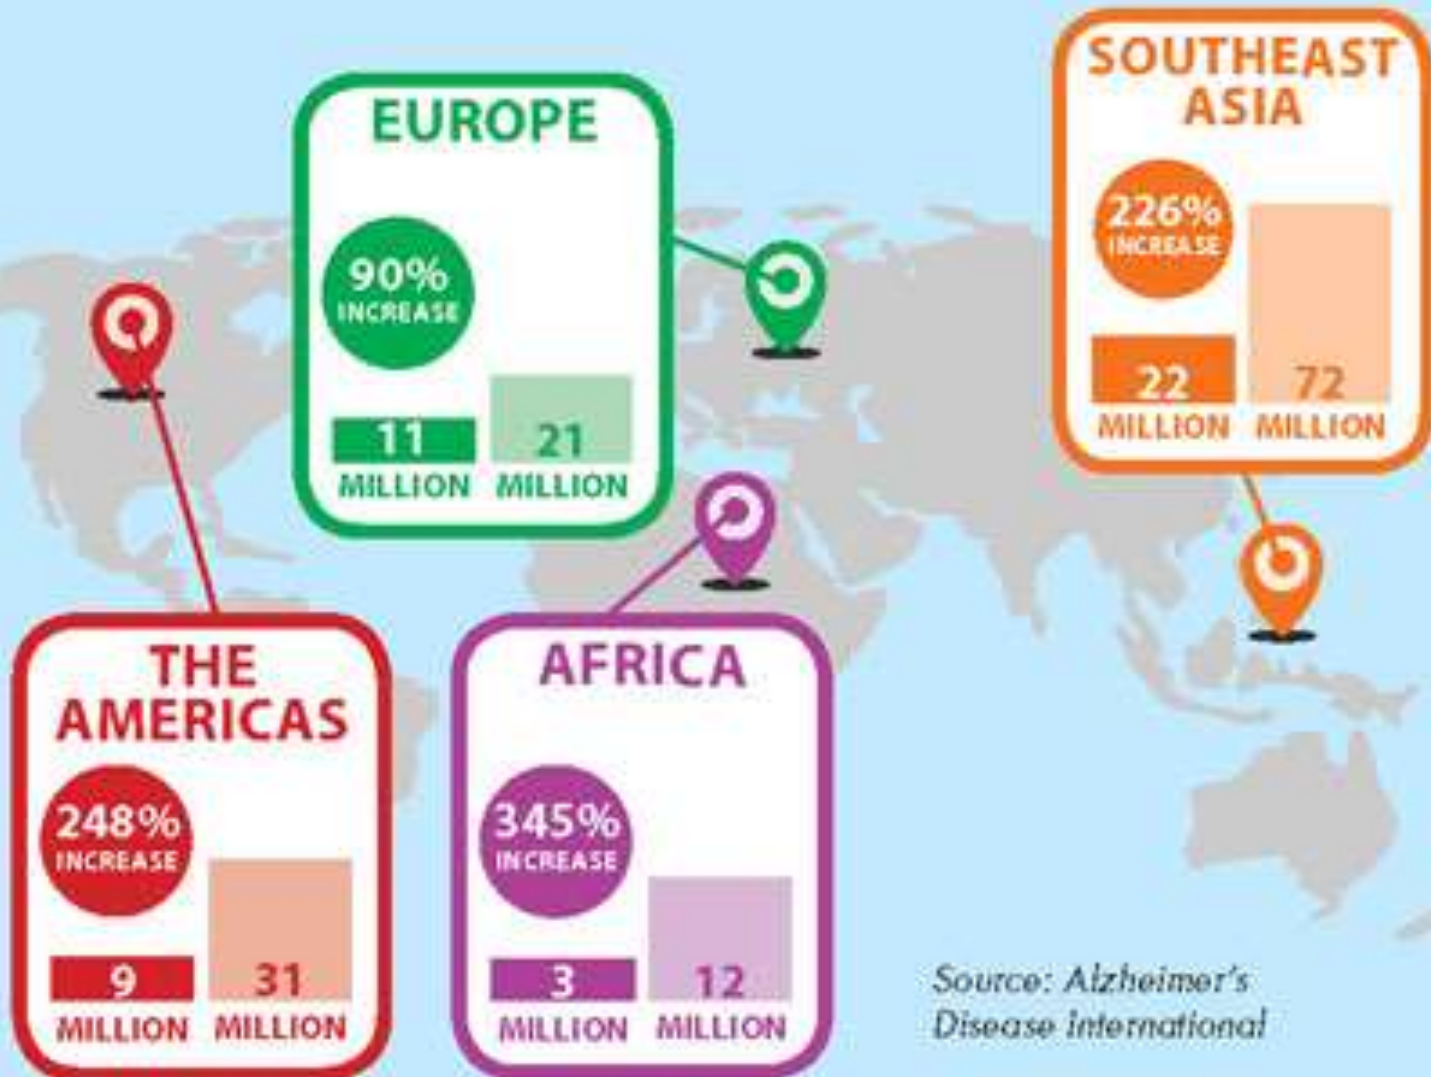 EUROPE
90%
INCREASE
11
21
MILLION MILLION
SOUTHEAST
ASIA
226%
INCREASE
22
72
MILLION MILLION
THE
AMERICAS
248%
INCREASE
9
31
MILLION MILLION
AFRICA
345%
INCREASE
3
12
MILLION MILLION
Source: Alzheimer's
Disease International